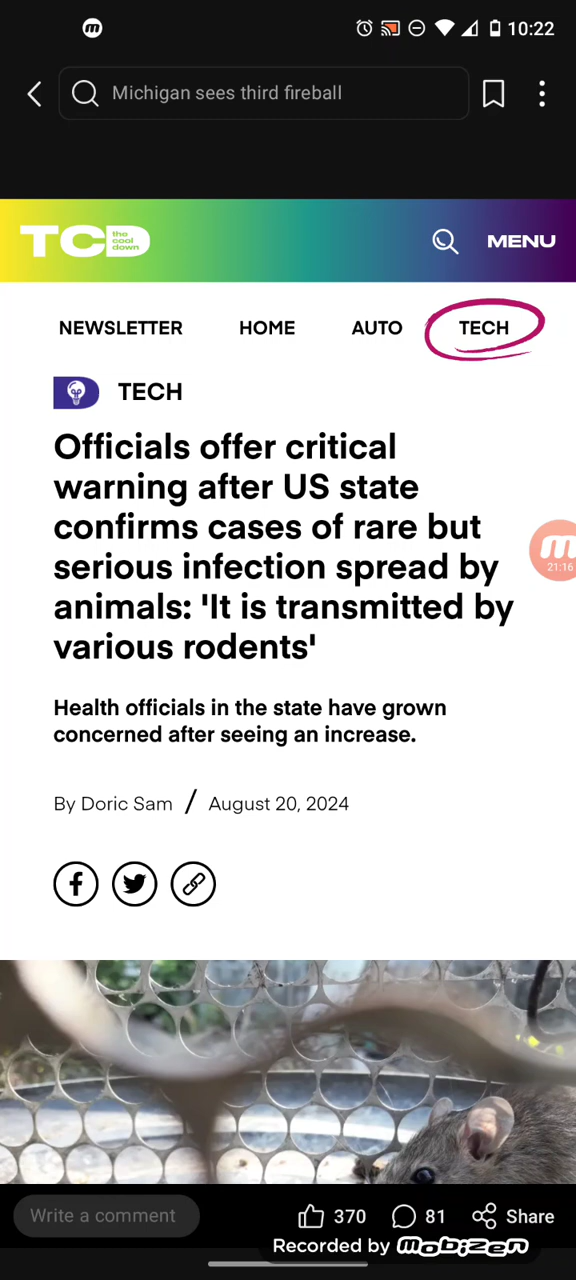 10:22
Michigan sees third fireball
TCD
the
cool
down
MENU
NEWSLETTER HOME AUTO TECH
TECH
Officials offer critical
warning after US state
confirms cases of rare but
serious infection spread by
animals: 'It is transmitted by
various rodents'
21:16
Health officials in the state have grown
concerned after seeing an increase.
By Doric Sam / August 20, 2024
Write a comment 370 81 Share
Recorded by mobizen